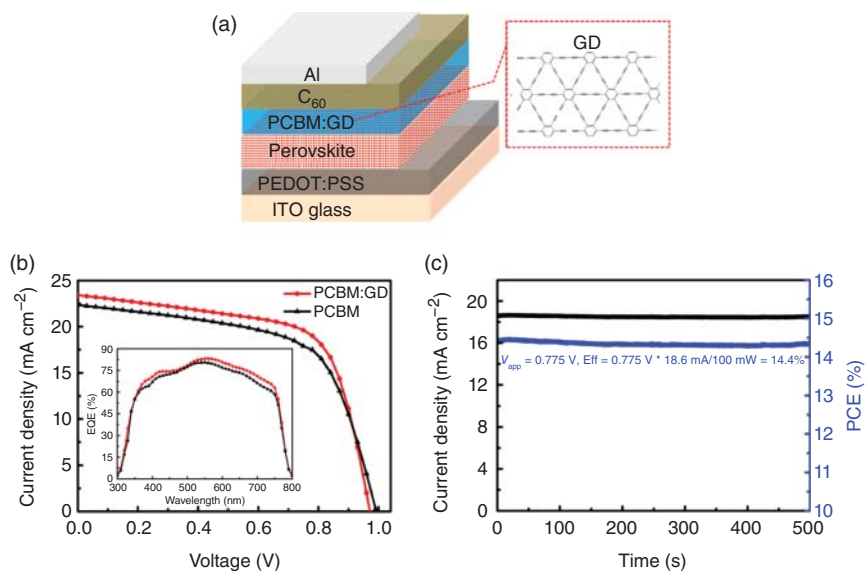 (a)
GD
Al
C60
PCBM:GD
Perovskite
PEDOT:PSS
ITO glass
(b)
25
20
15
10
5
0
Current density (mA cm−2)
0.0 0.2 0.4 0.6 0.8 1.0
Voltage (V)
PCBM:GD
PCBM
90
75
60
45
30
15
0
EQE (%)
300 400 500 600 700 800
Wavelength (nm)
(c)
20
16
12
8
4
0
Current density (mA cm−2)
Vapp = 0.775 V, Eff = 0.775 V * 18.6 mA/100 mW = 14.4%
16
15
14
13
12
11
10
PCE (%)
0 100 200 300 400 500
Time (s)